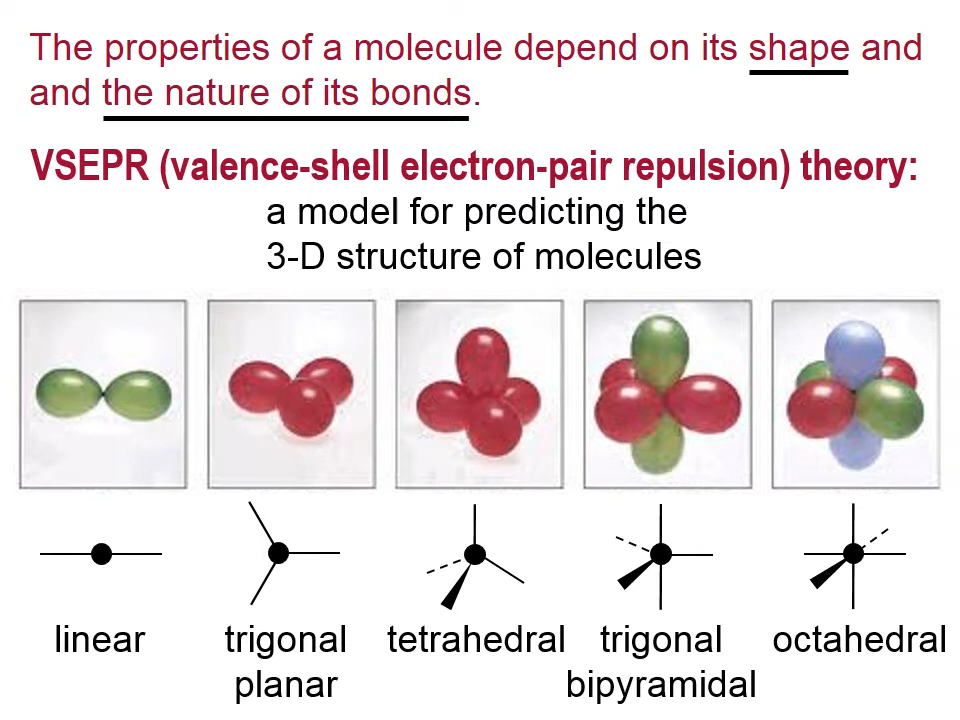 The properties of a molecule depend on its shape and
and the nature of its bonds.
VSEPR (valence-shell electron-pair repulsion) theory:
a model for predicting the
3-D structure of molecules
linear
trigonal
planar
tetrahedral
trigonal
bipyramidal
octahedral